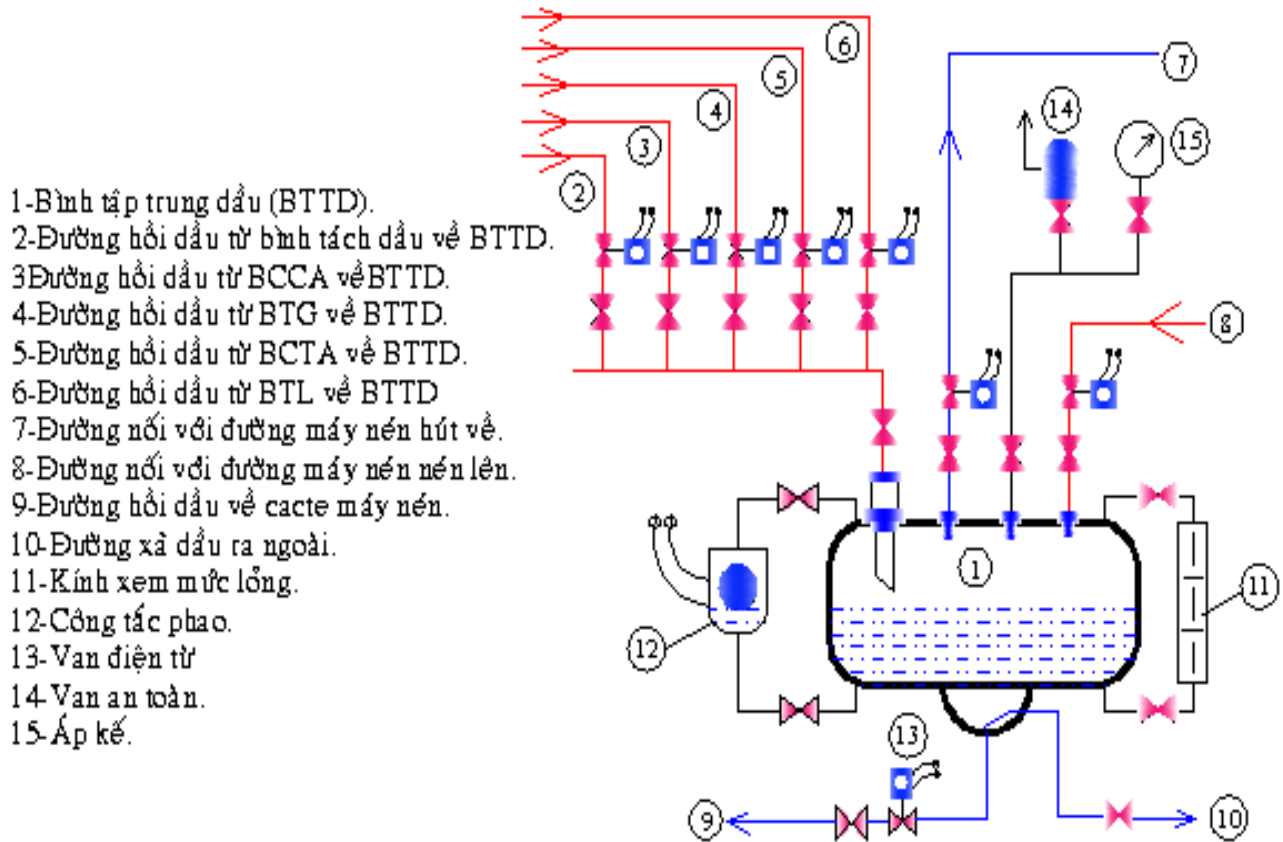 1-Bình tập trung dầu (BTTD).
2-Đường hồi dầu từ bình tách dầu về BTTD.
3Đường hồi dầu từ BCCA vềBTTD.
4-Đường hồi dầu từ BTG về BTTD.
5-Đường hồi dầu từ BCTA về BTTD.
6-Đường hồi dầu từ BTL về BTTD
7-Đường nối với đường máy nén hút về.
8-Đường nối với đường máy nén nén lên.
9-Đường hồi dầu về cacte máy nén.
10-Đường xả dầu ra ngoài.
11-Kính xem mức lỏng.
12-Công tắc phao.
13-Van điện từ
14-Van an toàn.
15-Áp kế.
6
7
5
14
4
15
3
2
8
1
11
12
13
9
10